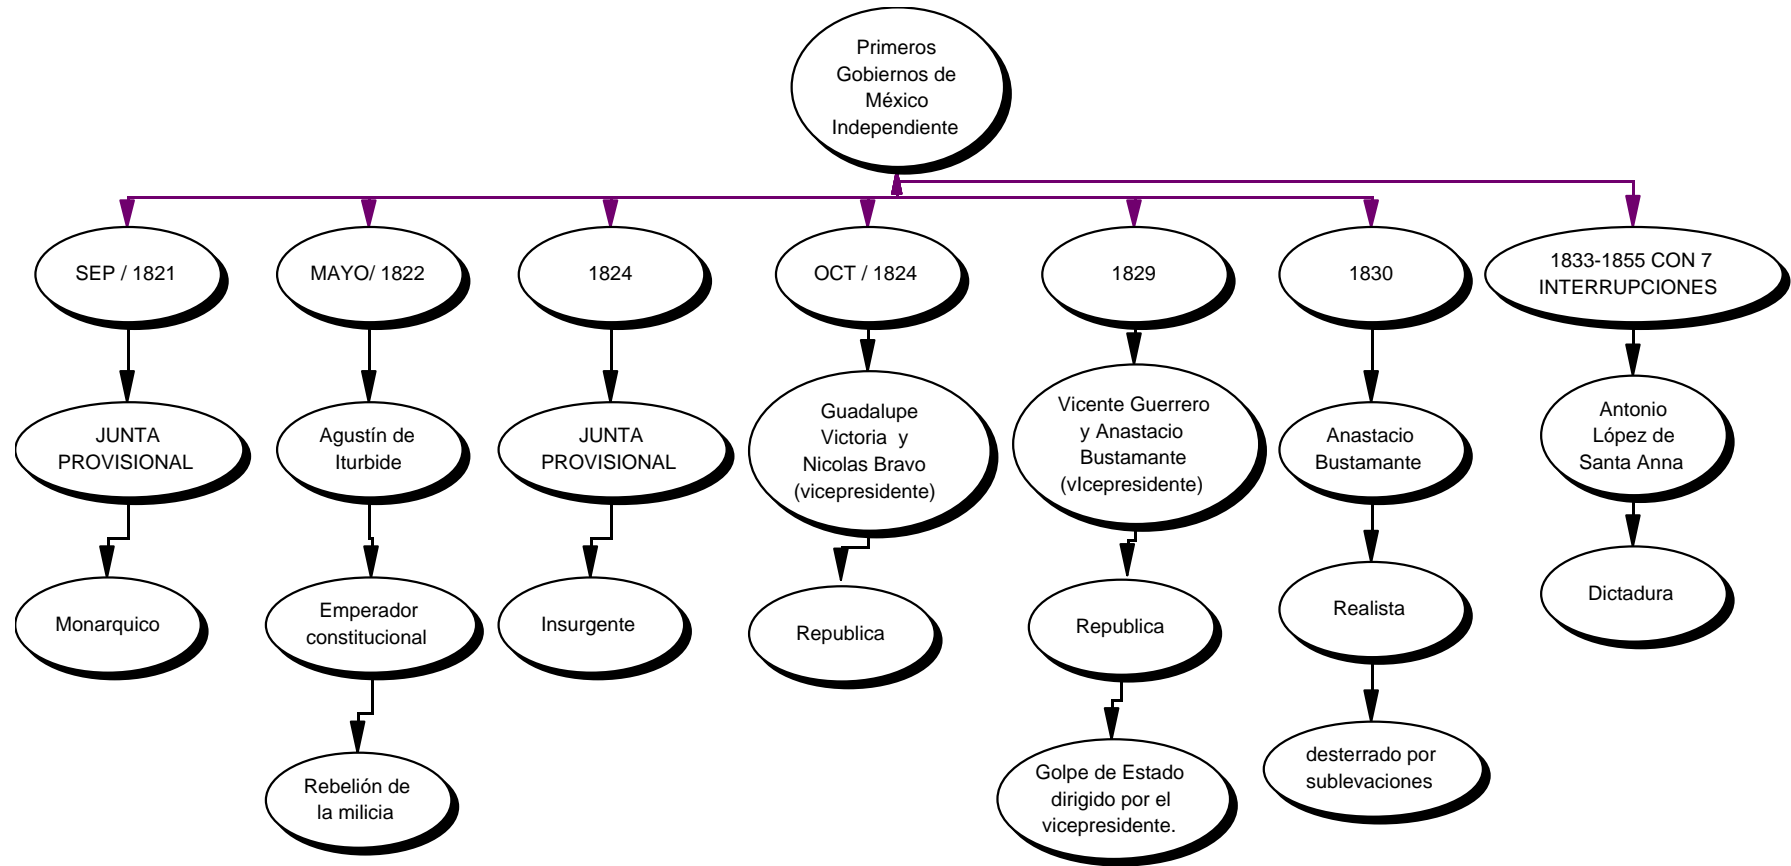 Primeros
Gobiernos de
México
Independiente
SEP / 1821
MAYO/ 1822
1824
OCT / 1824
1829
1830
1833-1855 CON 7
INTERRUPCIONES
JUNTA
PROVISIONAL
Agustín de
Iturbide
JUNTA
PROVISIONAL
Guadalupe
Victoria y
Nicolas Bravo
(vicepresidente)
Vicente Guerrero
y Anastacio
Bustamante
(vIcepresidente)
Anastacio
Bustamante
Antonio
López de
Santa Anna
Monarquico
Emperador
constitucional
Insurgente
Republica
Republica
Realista
Dictadura
Rebelión de
la milicia
Golpe de Estado
dirigido por el
vicepresidente.
desterrado por
sublevaciones